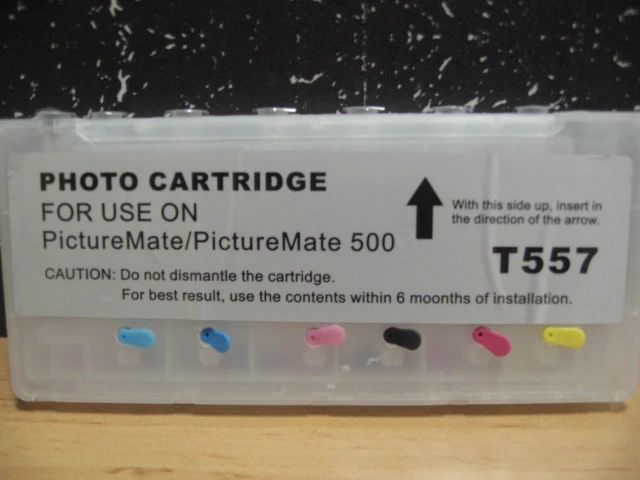 PHOTO CARTRIDGE
FOR USE ON
PictureMate/PictureMate 500
With this side up, insert in
the direction of the arrow.
T557
CAUTION: Do not dismantle the cartridge.
For best result, use the contents within 6 moonths of installation.